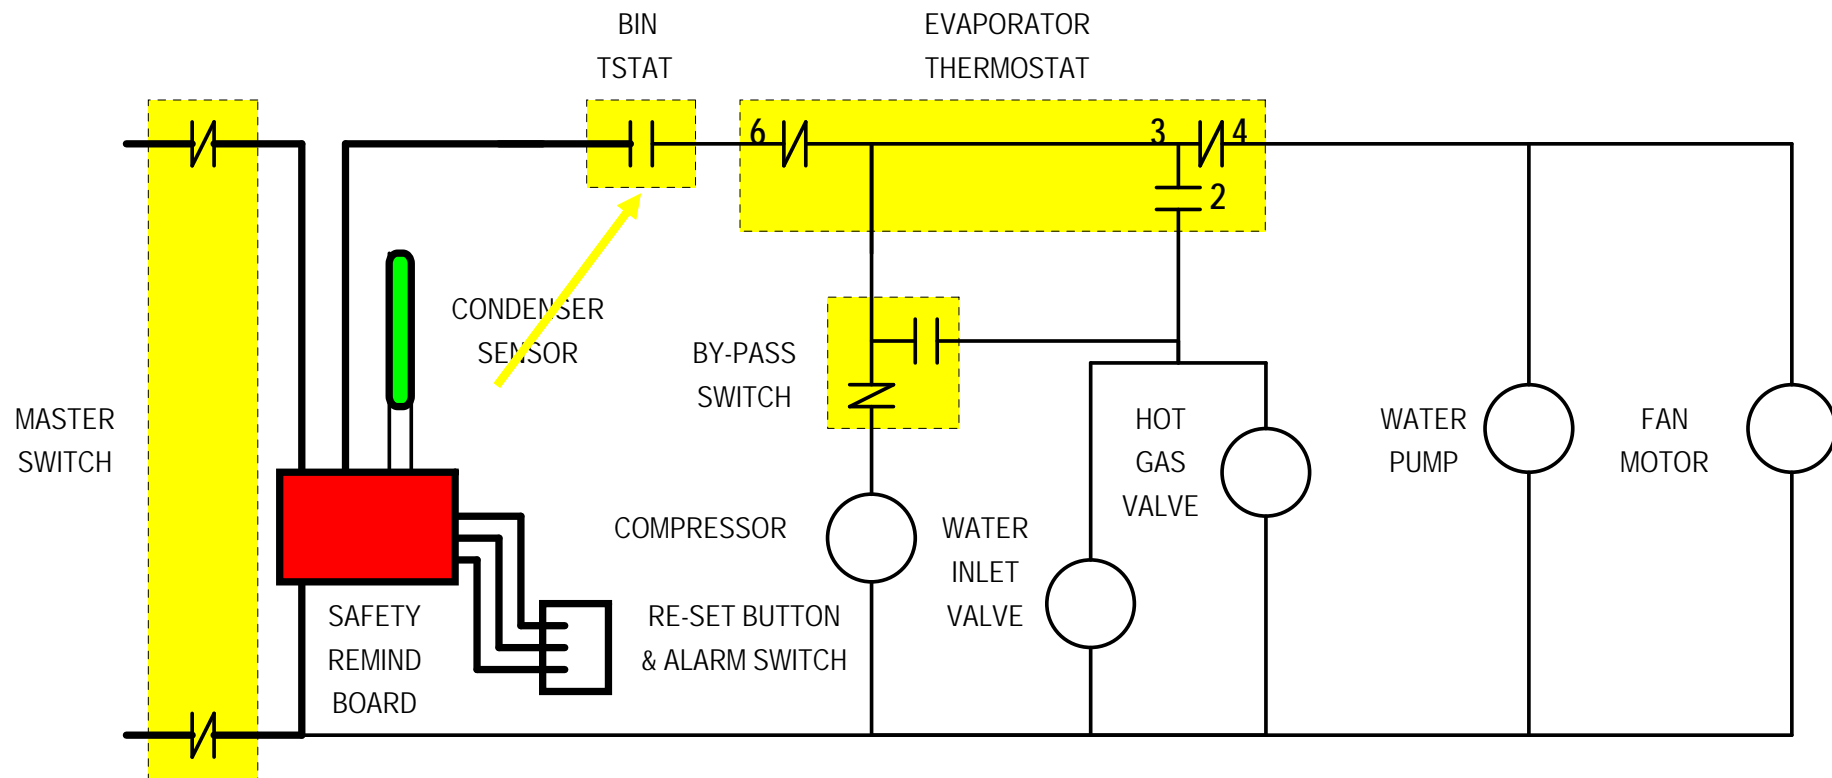 BIN
TSTAT
EVAPORATOR
THERMOSTAT
6
3
4
2
CONDENSER
SENSOR
BY-PASS
SWITCH
MASTER
SWITCH
HOT
GAS
VALVE
WATER
PUMP
FAN
MOTOR
COMPRESSOR
WATER
INLET
VALVE
SAFETY
REMIND
BOARD
RE-SET BUTTON
& ALARM SWITCH